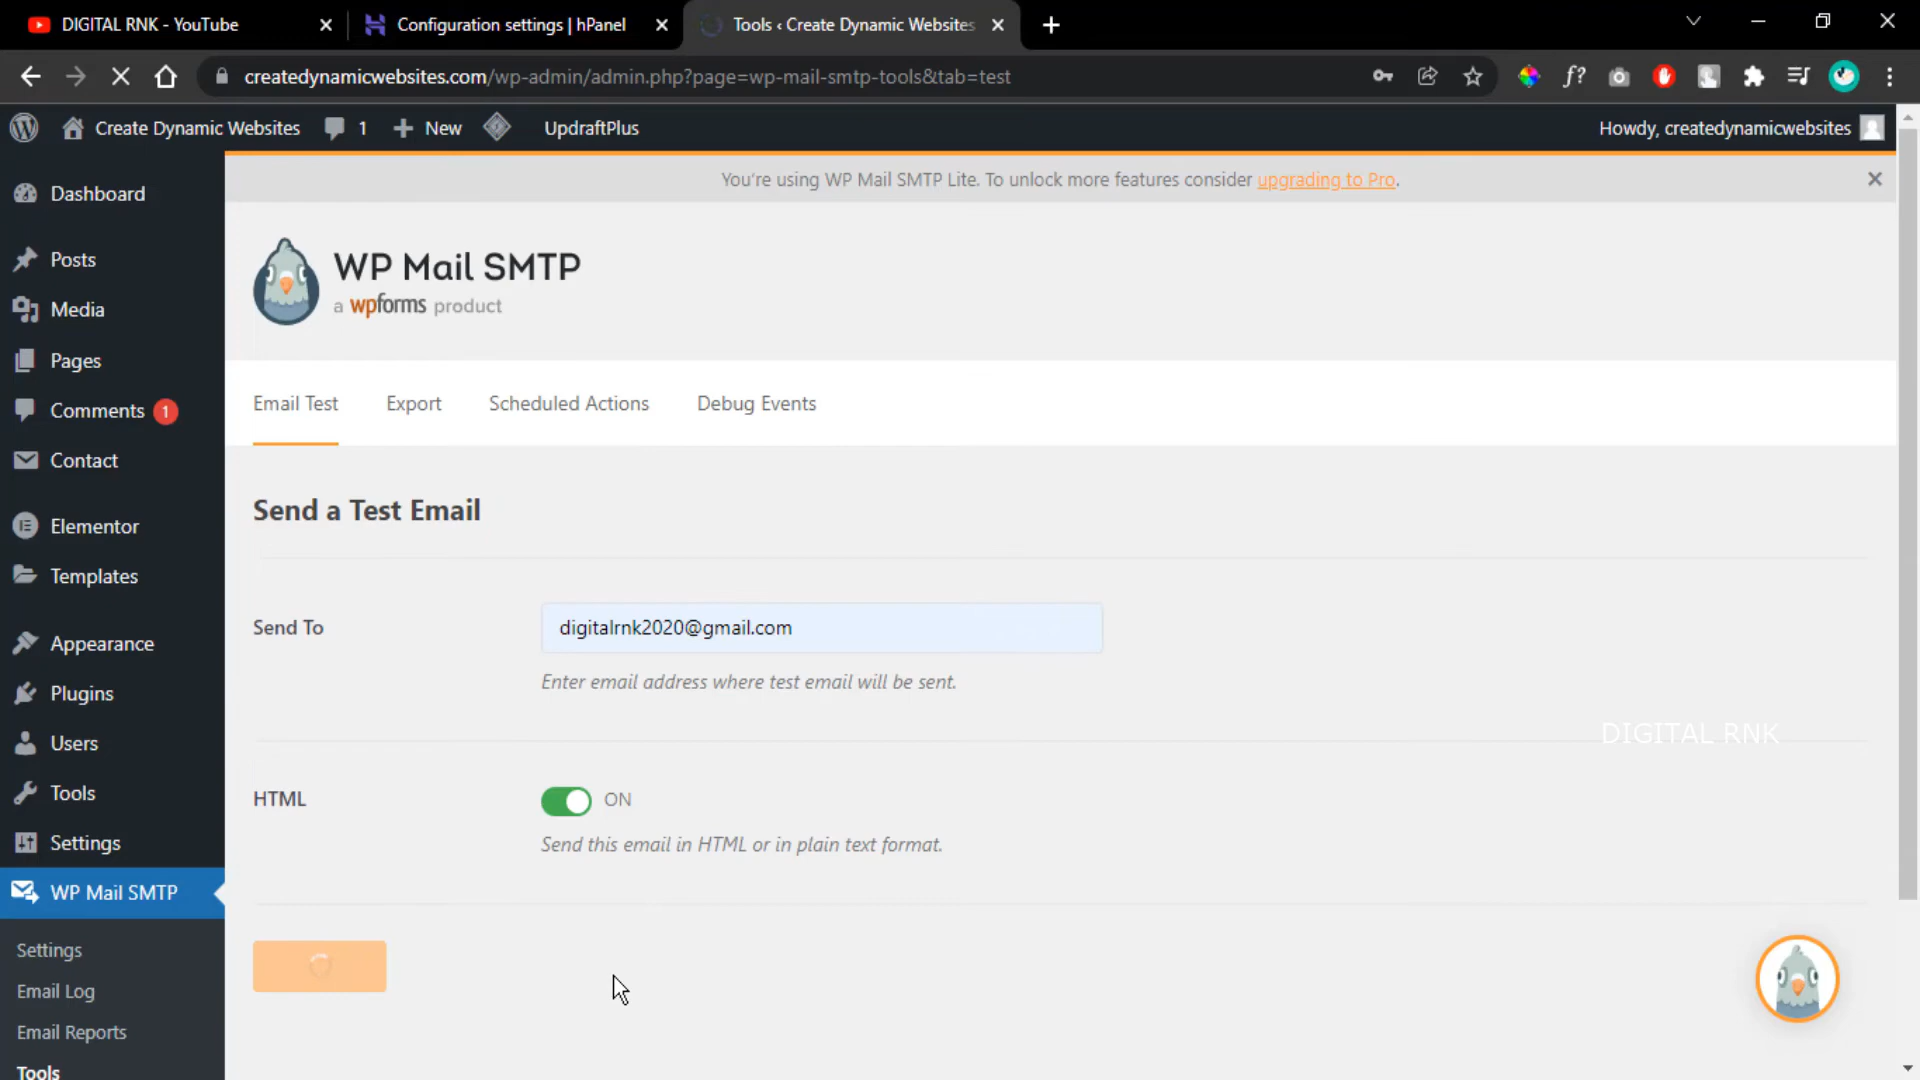 DIGITAL RNK - YouTube
Configuration settings | hPanel
Tools ‹ Create Dynamic Websites
createdynamicwebsites.com/wp-admin/admin.php?page=wp-mail-smtp-tools&tab=test
f?
Create Dynamic Websites
1
New
UpdraftPlus
Howdy, createdynamicwebsites
You're using WP Mail SMTP Lite. To unlock more features consider upgrading to Pro.
Dashboard
Posts
Media
Pages
Comments 1
Contact
Elementor
Templates
Appearance
Plugins
Users
Tools
Settings
WP Mail SMTP
Settings
Email Log
Email Reports
Tools
WP Mail SMTP
a wpforms product
Email Test
Export
Scheduled Actions
Debug Events
Send a Test Email
Send To
digitalrnk2020@gmail.com
Enter email address where test email will be sent.
DIGITAL RNK
HTML
ON
Send this email in HTML or in plain text format.